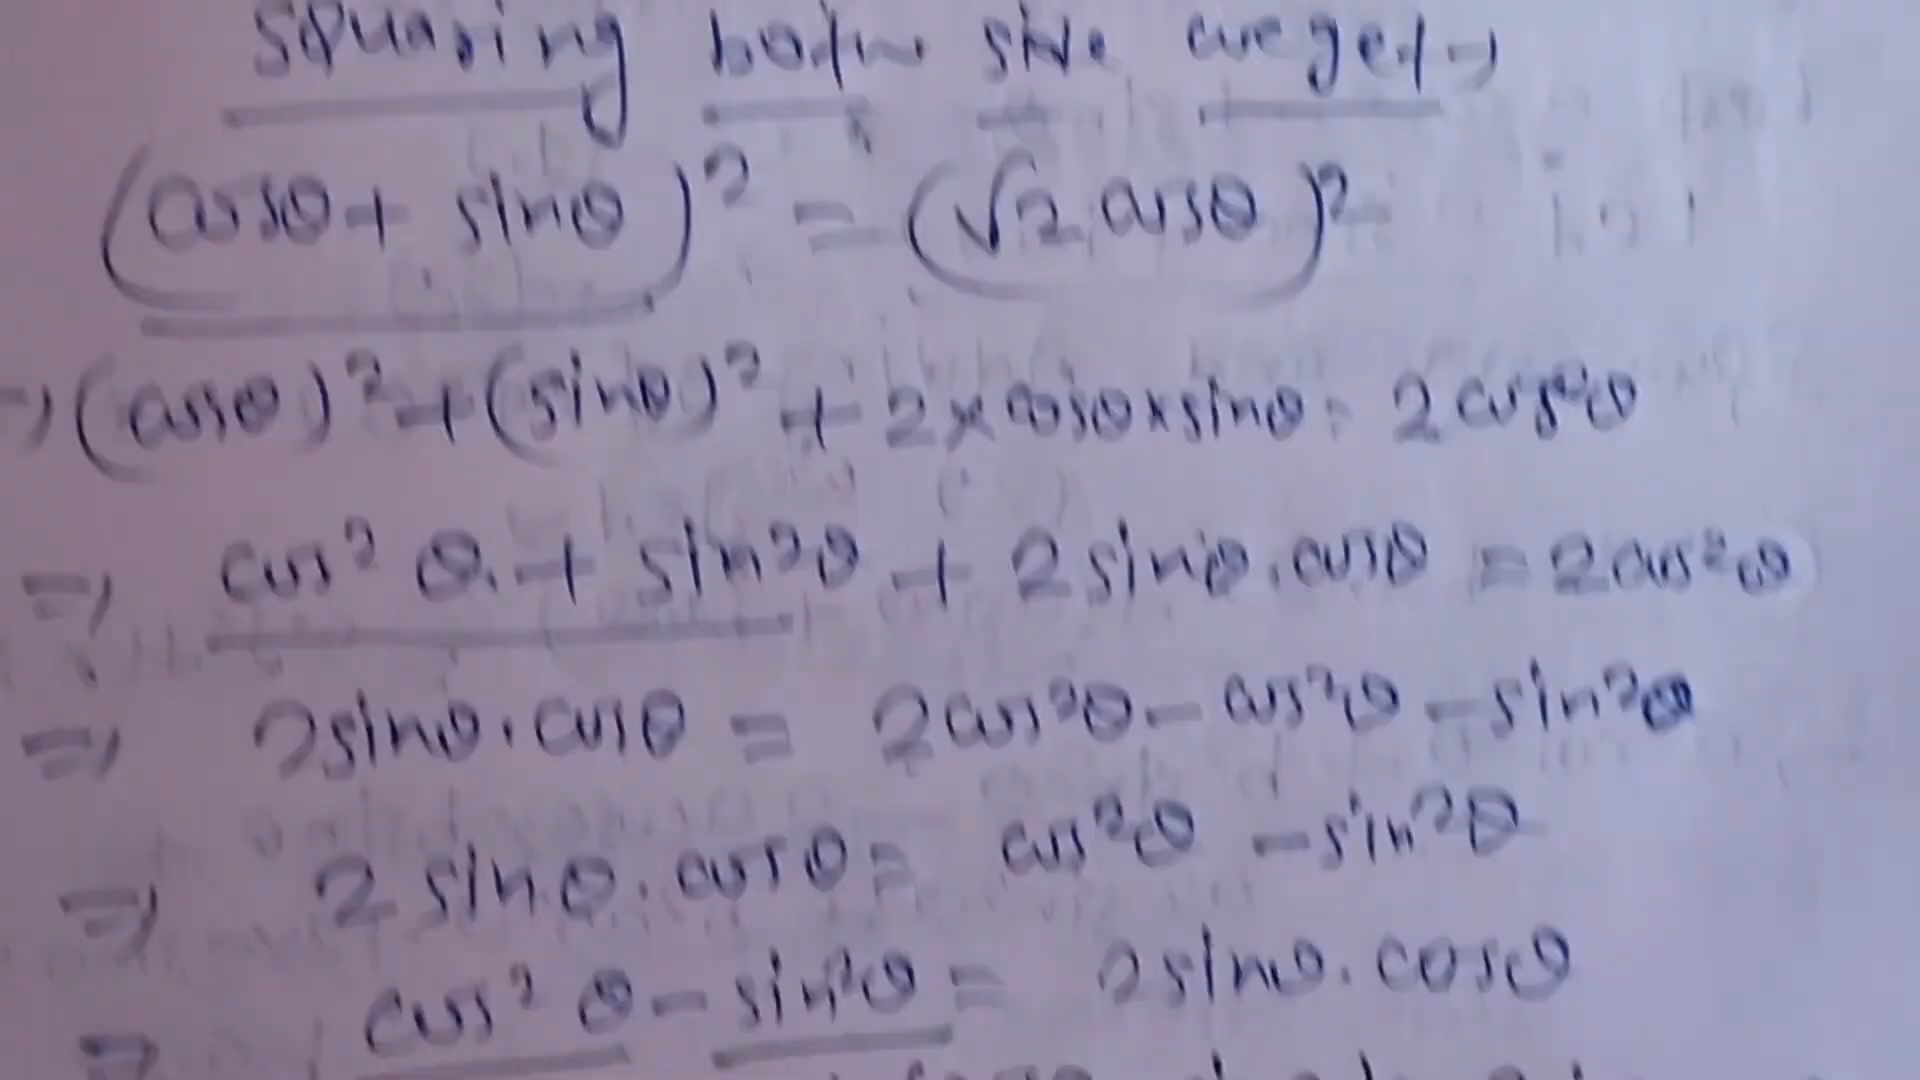 squaring both side we get →
(cosθ + sinθ)² = (√2 cosθ)²
⇒ (cosθ)² + (sinθ)² + 2 × cosθ × sinθ = 2cos²θ
⇒ cos²θ + sin²θ + 2sinθ.cosθ = 2cos²θ
⇒ 2sinθ.cosθ = 2cos²θ - cos²θ - sin²θ
⇒ 2sinθ.cosθ = cos²θ - sin²θ
⇒ cos²θ - sin²θ = 2sinθ.cosθ